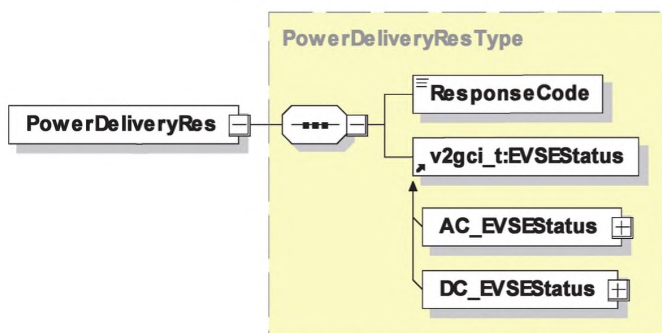 PowerDeliveryResType
ResponseCode
PowerDeliveryRes
v2gci_t:EVSEStatus
AC_EVSEStatus
DC_EVSEStatus